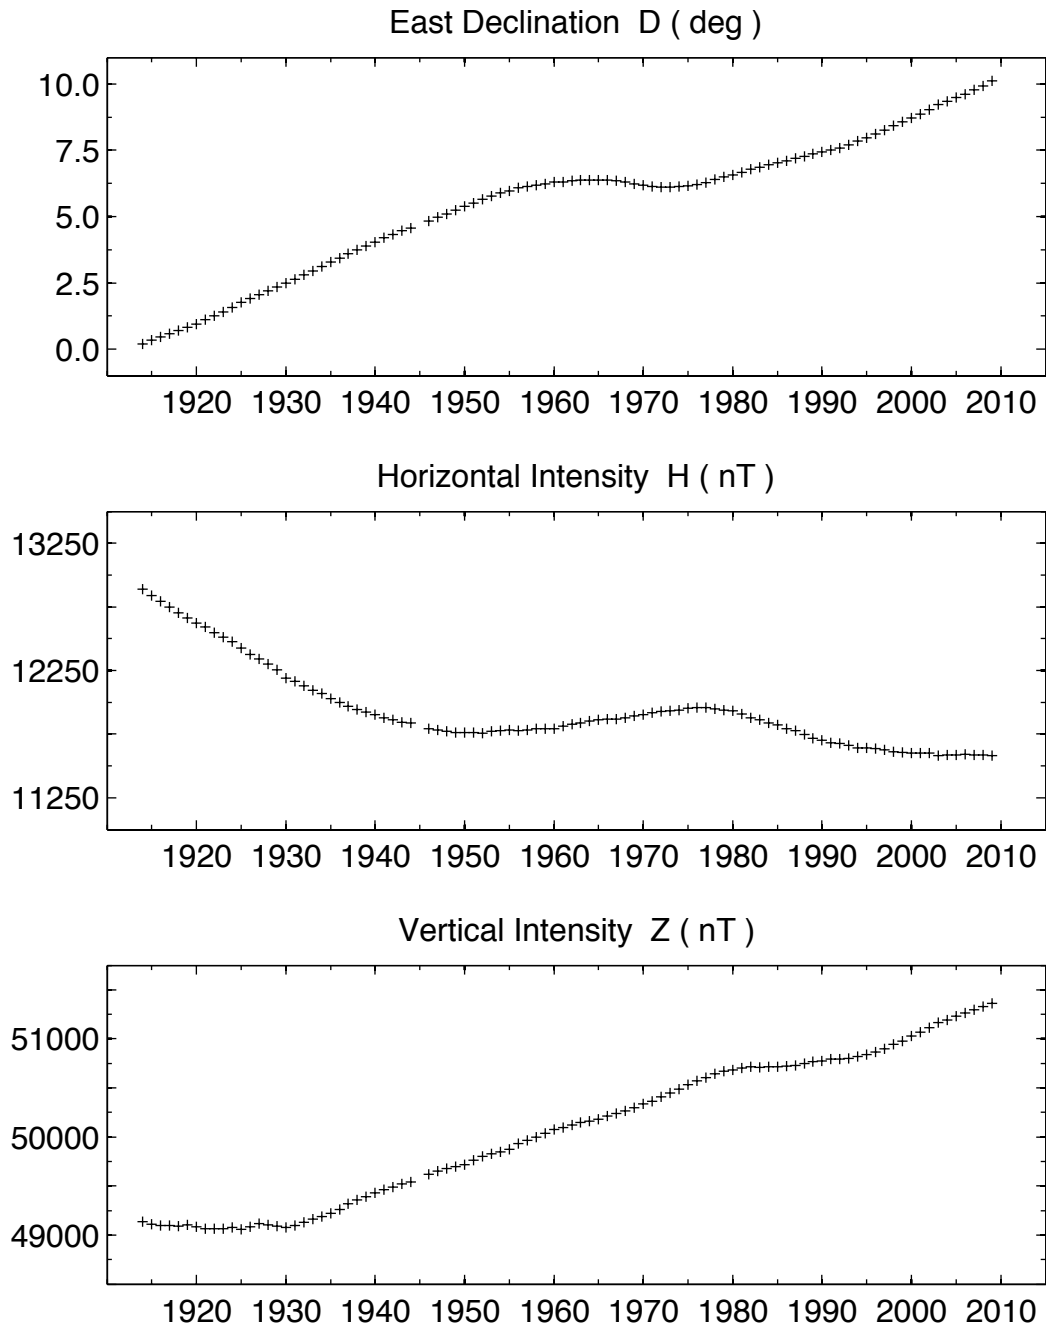 East Declination D ( deg )
10.0
7.5
5.0
2.5
0.0
1920 1930 1940 1950 1960 1970 1980 1990 2000 2010
Horizontal Intensity H ( nT )
13250
12250
11250
1920 1930 1940 1950 1960 1970 1980 1990 2000 2010
Vertical Intensity Z ( nT )
51000
50000
49000
1920 1930 1940 1950 1960 1970 1980 1990 2000 2010